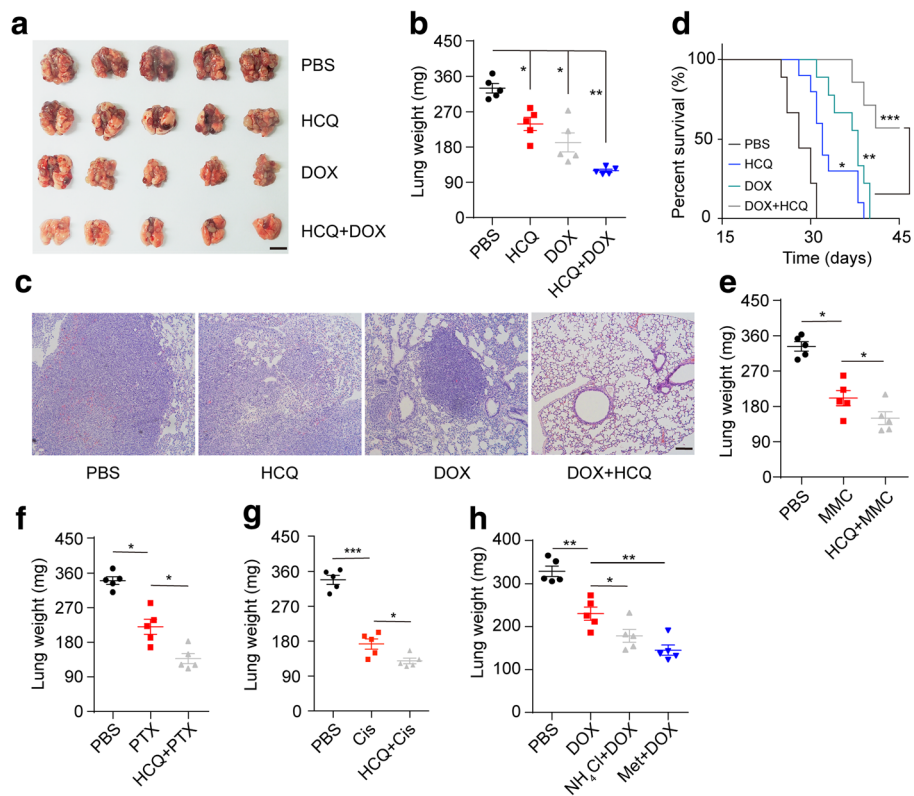 a
PBS
HCQ
DOX
HCQ+DOX
b
Lung weight (mg)
450
360
270
180
90
0
*
*
**
PBS
HCQ
DOX
HCQ+DOX
d
Percent survival (%)
100
50
0
***
**
*
PBS
HCQ
DOX
DOX+HCQ
15
30
45
Time (days)
c
PBS
HCQ
DOX
DOX+HCQ
e
Lung weight (mg)
450
360
270
180
90
0
*
*
PBS
MMC
HCQ+MMC
f
Lung weight (mg)
450
360
270
180
90
0
*
*
PBS
PTX
HCQ+PTX
g
Lung weight (mg)
450
360
270
180
90
0
***
*
PBS
Cis
HCQ+Cis
h
Lung weight (mg)
400
300
200
100
0
**
**
*
PBS
DOX
NH4Cl+DOX
Met+DOX